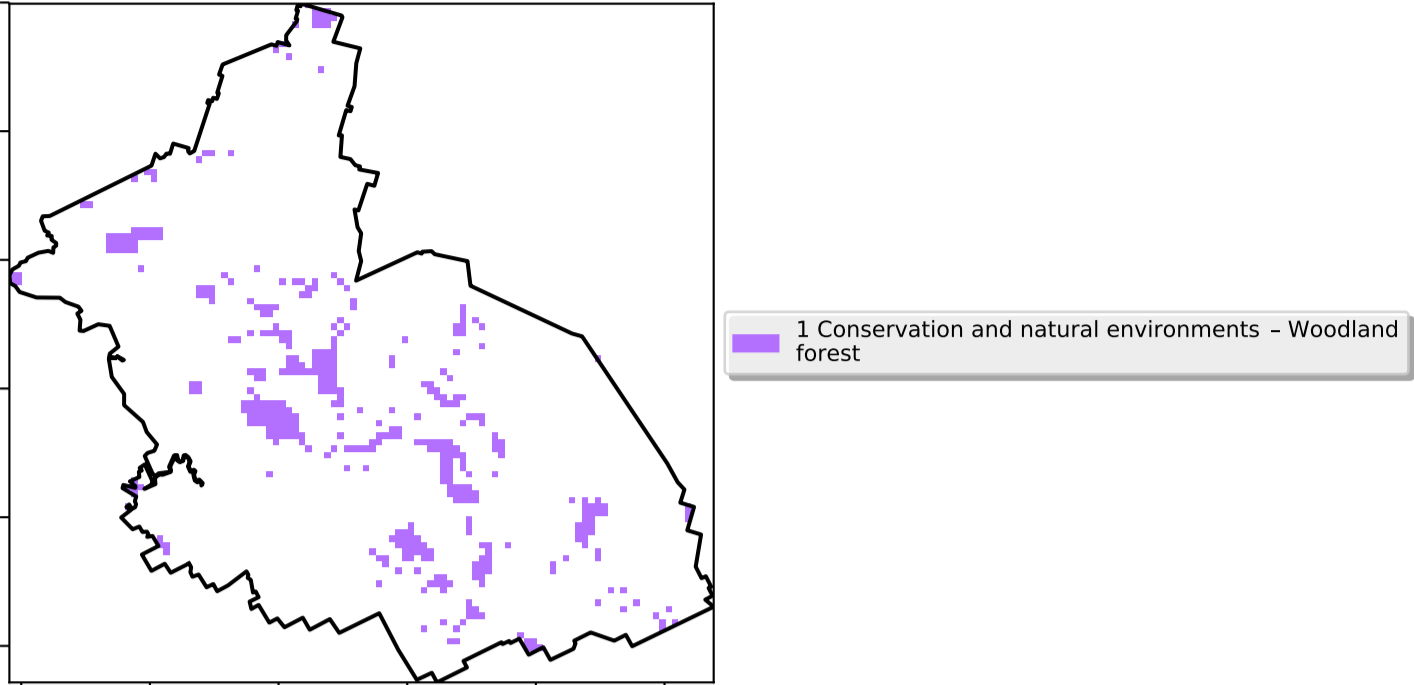 1 Conservation and natural environments – Woodland
forest